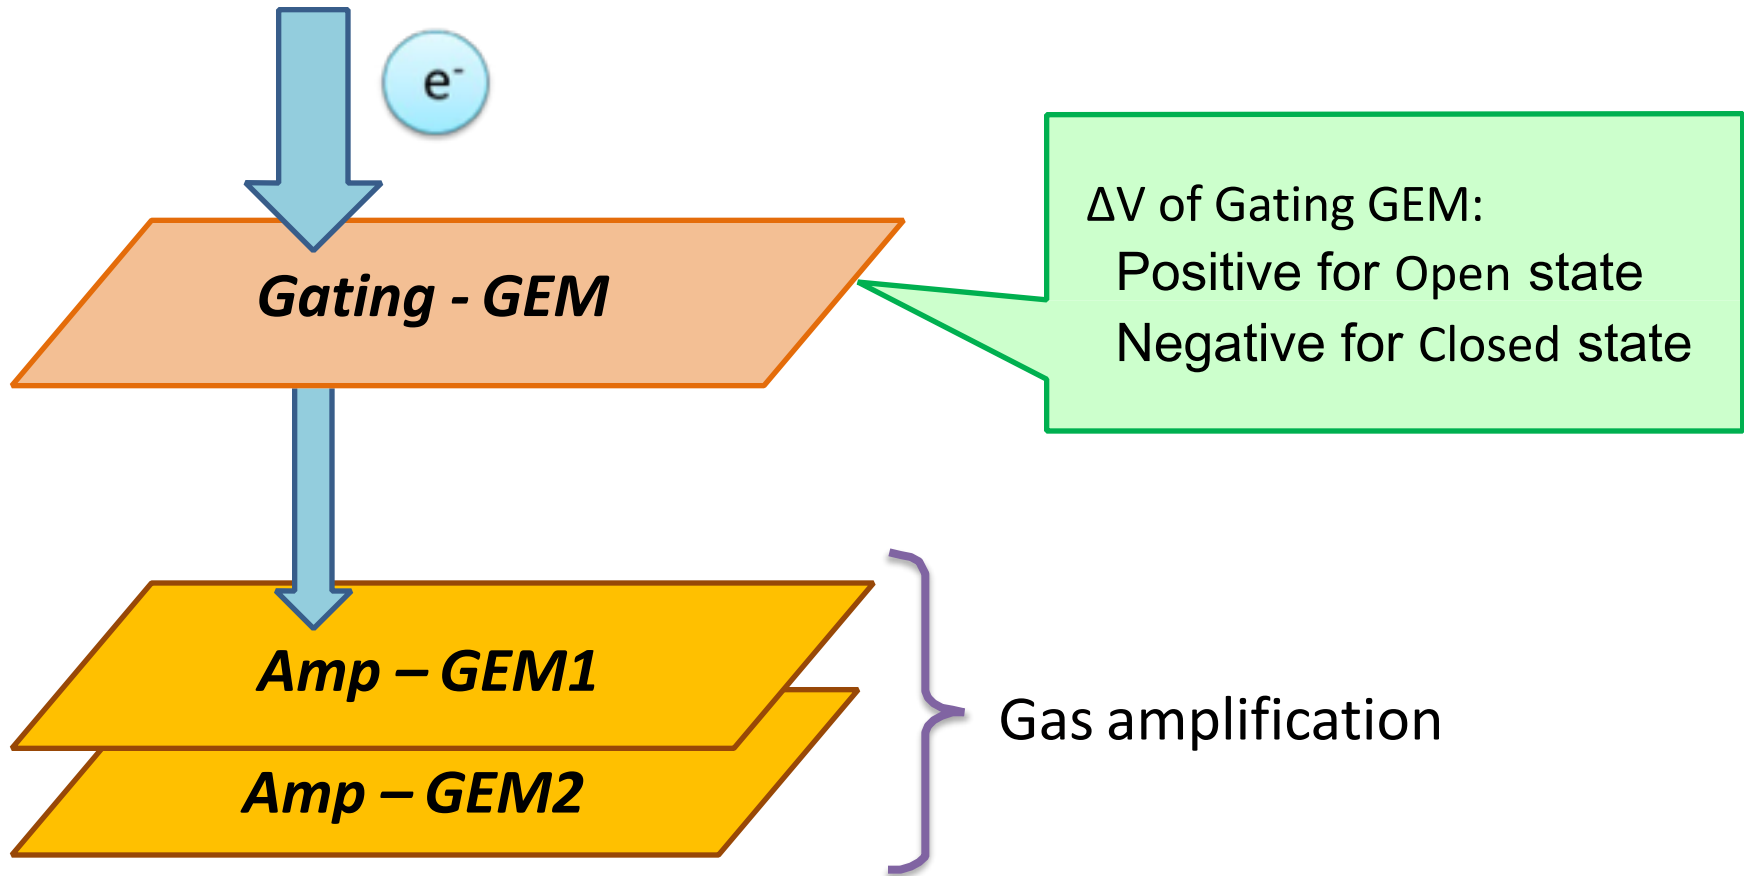 e-
ΔV of Gating GEM:
Positive for Open state
Negative for Closed state
Gating - GEM
Amp – GEM1
Gas amplification
Amp – GEM2